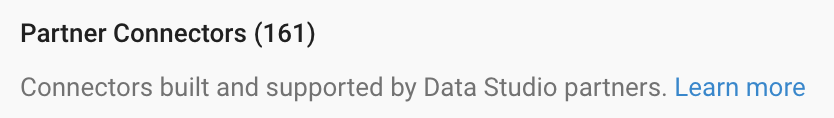 Partner Connectors (161)
Connectors built and supported by Data Studio partners. Learn more